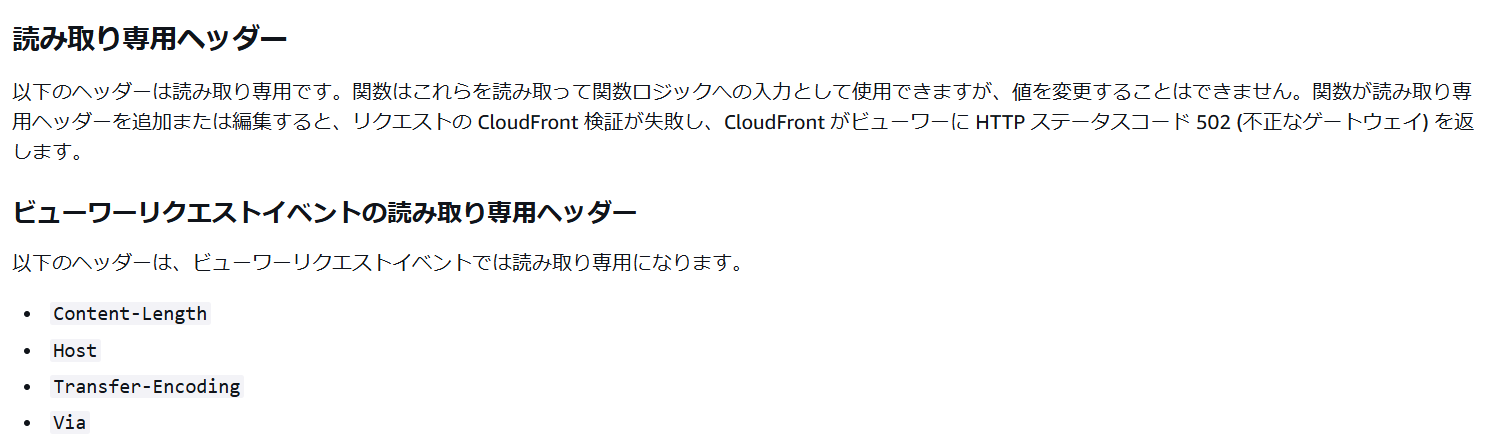 読み取り専用ヘッダー
以下のヘッダーは読み取り専用です。関数はこれらを読み取って関数ロジックへの入力として使用できますが、値を変更することはできません。関数が読み取り専
用ヘッダーを追加または編集すると、リクエストの CloudFront 検証が失敗し、CloudFront がビューワーに HTTP ステータスコード 502 (不正なゲートウェイ) を返
します。
ビューワーリクエストイベントの読み取り専用ヘッダー
以下のヘッダーは、ビューワーリクエストイベントでは読み取り専用になります。
• Content-Length
• Host
• Transfer-Encoding
• Via